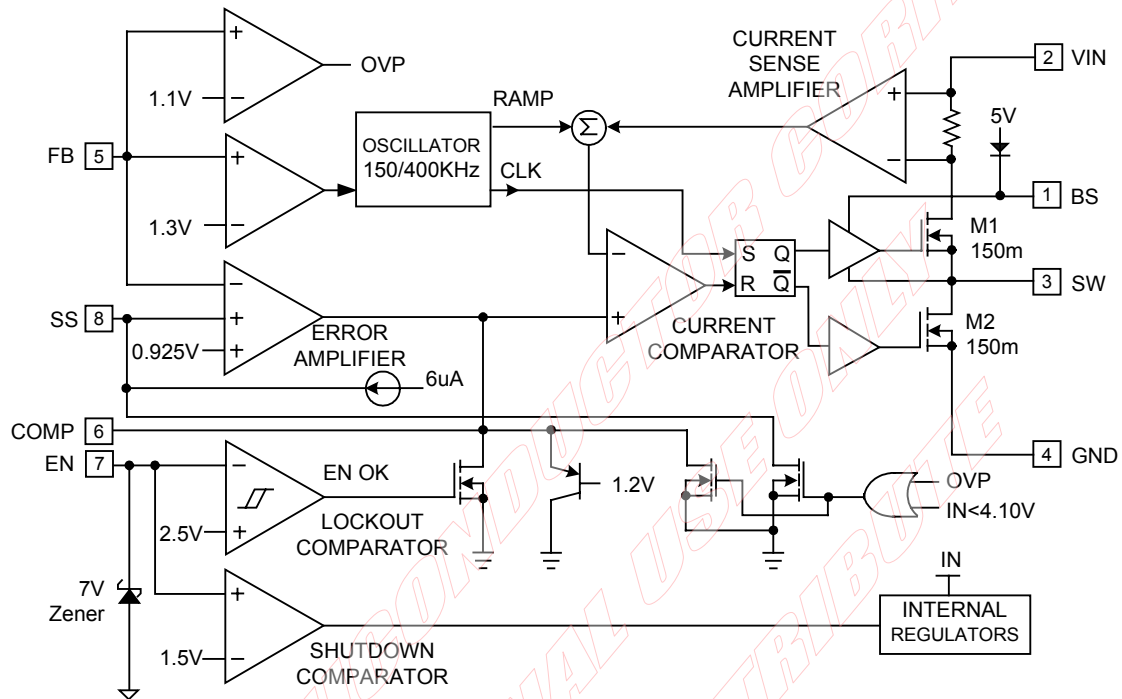 OVP
1.1V
FB 5
1.3V
OSCILLATOR
150/400KHz
RAMP
CLK
Σ
CURRENT
SENSE
AMPLIFIER
2 VIN
5V
1 BS
M1
150m
3 SW
S Q
R Q
CURRENT
COMPARATOR
M2
150m
4 GND
SS 8
0.925V
ERROR
AMPLIFIER
6uA
COMP 6
EN 7
EN OK
2.5V
LOCKOUT
COMPARATOR
1.2V
OVP
IN<4.10V
7V
Zener
1.5V
SHUTDOWN
COMPARATOR
IN
INTERNAL
REGULATORS